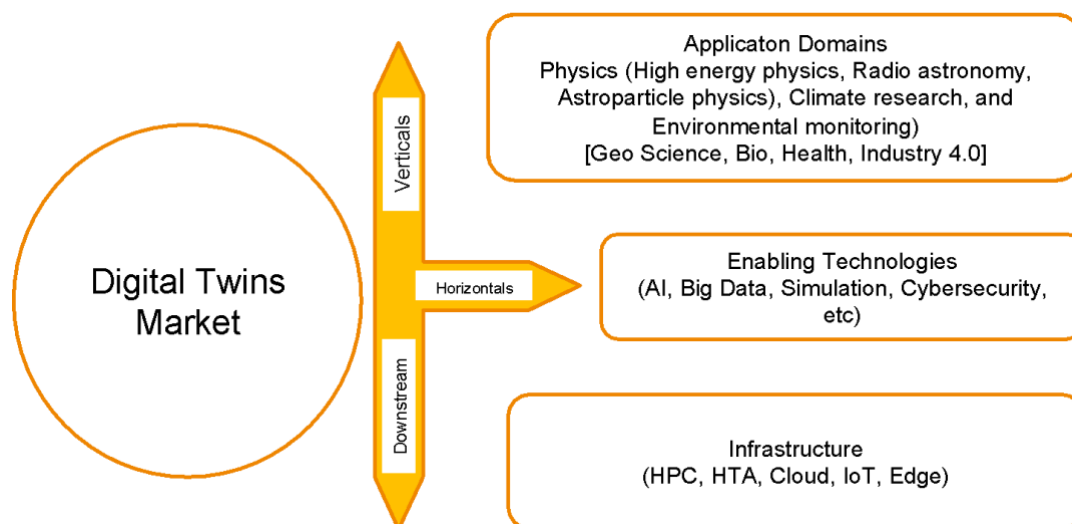 Digital Twins
Market
Verticals
Horizontals
Downstream
Applicaton Domains
Physics (High energy physics, Radio astronomy,
Astroparticle physics), Climate research, and
Environmental monitoring)
[Geo Science, Bio, Health, Industry 4.0]
Enabling Technologies
(AI, Big Data, Simulation, Cybersecurity,
etc)
Infrastructure
(HPC, HTA, Cloud, IoT, Edge)